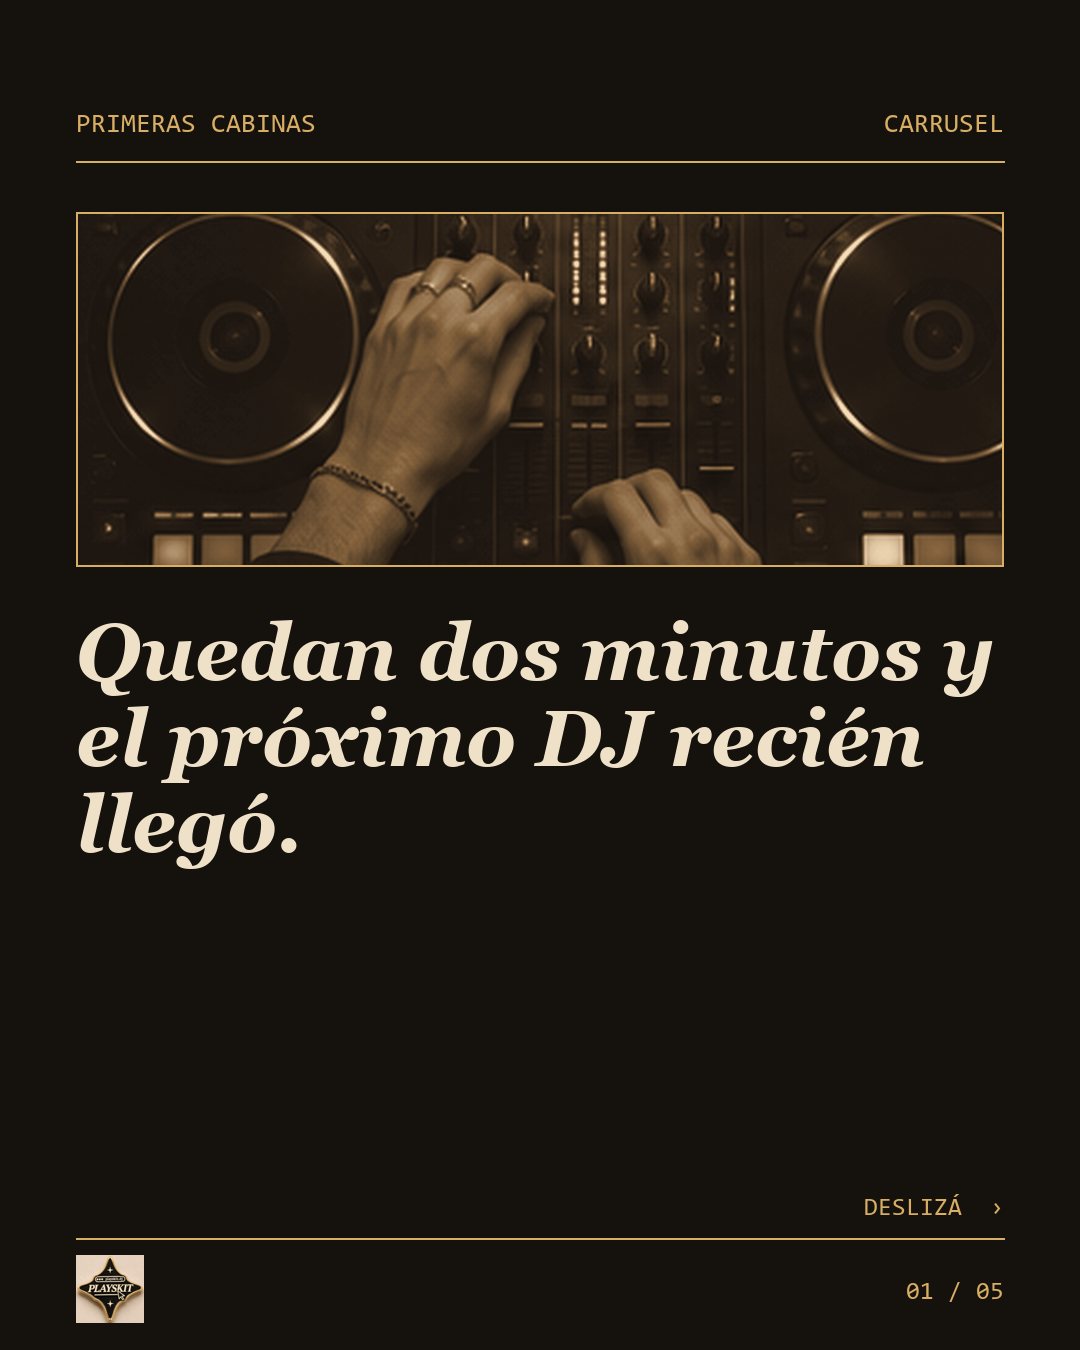 PRIMERAS CABINAS
CARRUSEL
Quedan dos minutos y
el próximo DJ recién
llegó.
DESLIZÁ ›
PLAYSKIT
01 / 05